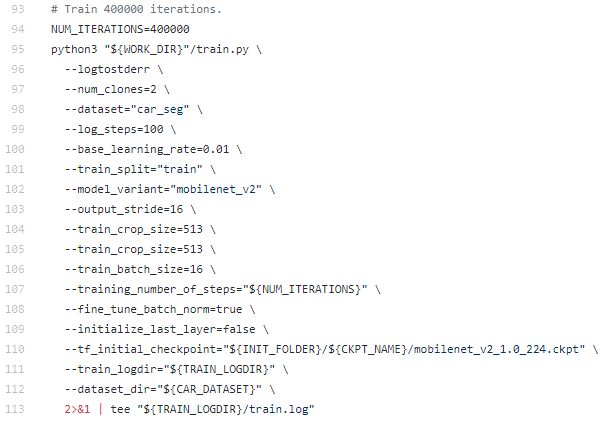 93 # Train 400000 iterations.
94 NUM_ITERATIONS=400000
95 python3 "${WORK_DIR}"/train.py \
96 --logtostderr \
97 --num_clones=2 \
98 --dataset="car_seg" \
99 --log_steps=100 \
100 --base_learning_rate=0.01 \
101 --train_split="train" \
102 --model_variant="mobilenet_v2" \
103 --output_stride=16 \
104 --train_crop_size=513 \
105 --train_crop_size=513 \
106 --train_batch_size=16 \
107 --training_number_of_steps="${NUM_ITERATIONS}" \
108 --fine_tune_batch_norm=true \
109 --initialize_last_layer=false \
110 --tf_initial_checkpoint="${INIT_FOLDER}/${CKPT_NAME}/mobilenet_v2_1.0_224.ckpt" \
111 --train_logdir="${TRAIN_LOGDIR}" \
112 --dataset_dir="${CAR_DATASET}" \
113 2>&1 | tee "${TRAIN_LOGDIR}/train.log"